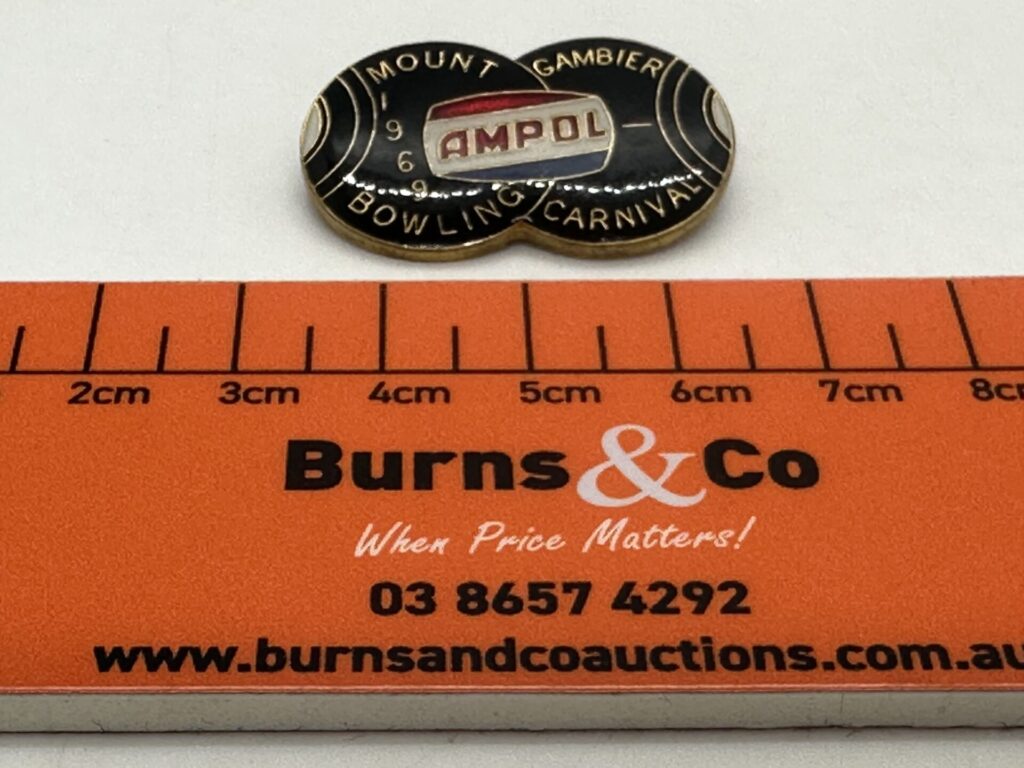 MOUNT GAMBIER
1969
AMPOL
BOWLING CARNIVAL
2cm 3cm 4cm 5cm 6cm 7cm 8c
Burns & Co
When Price Matters!
03 8657 4292
www.burnsandcoauctions.com.au